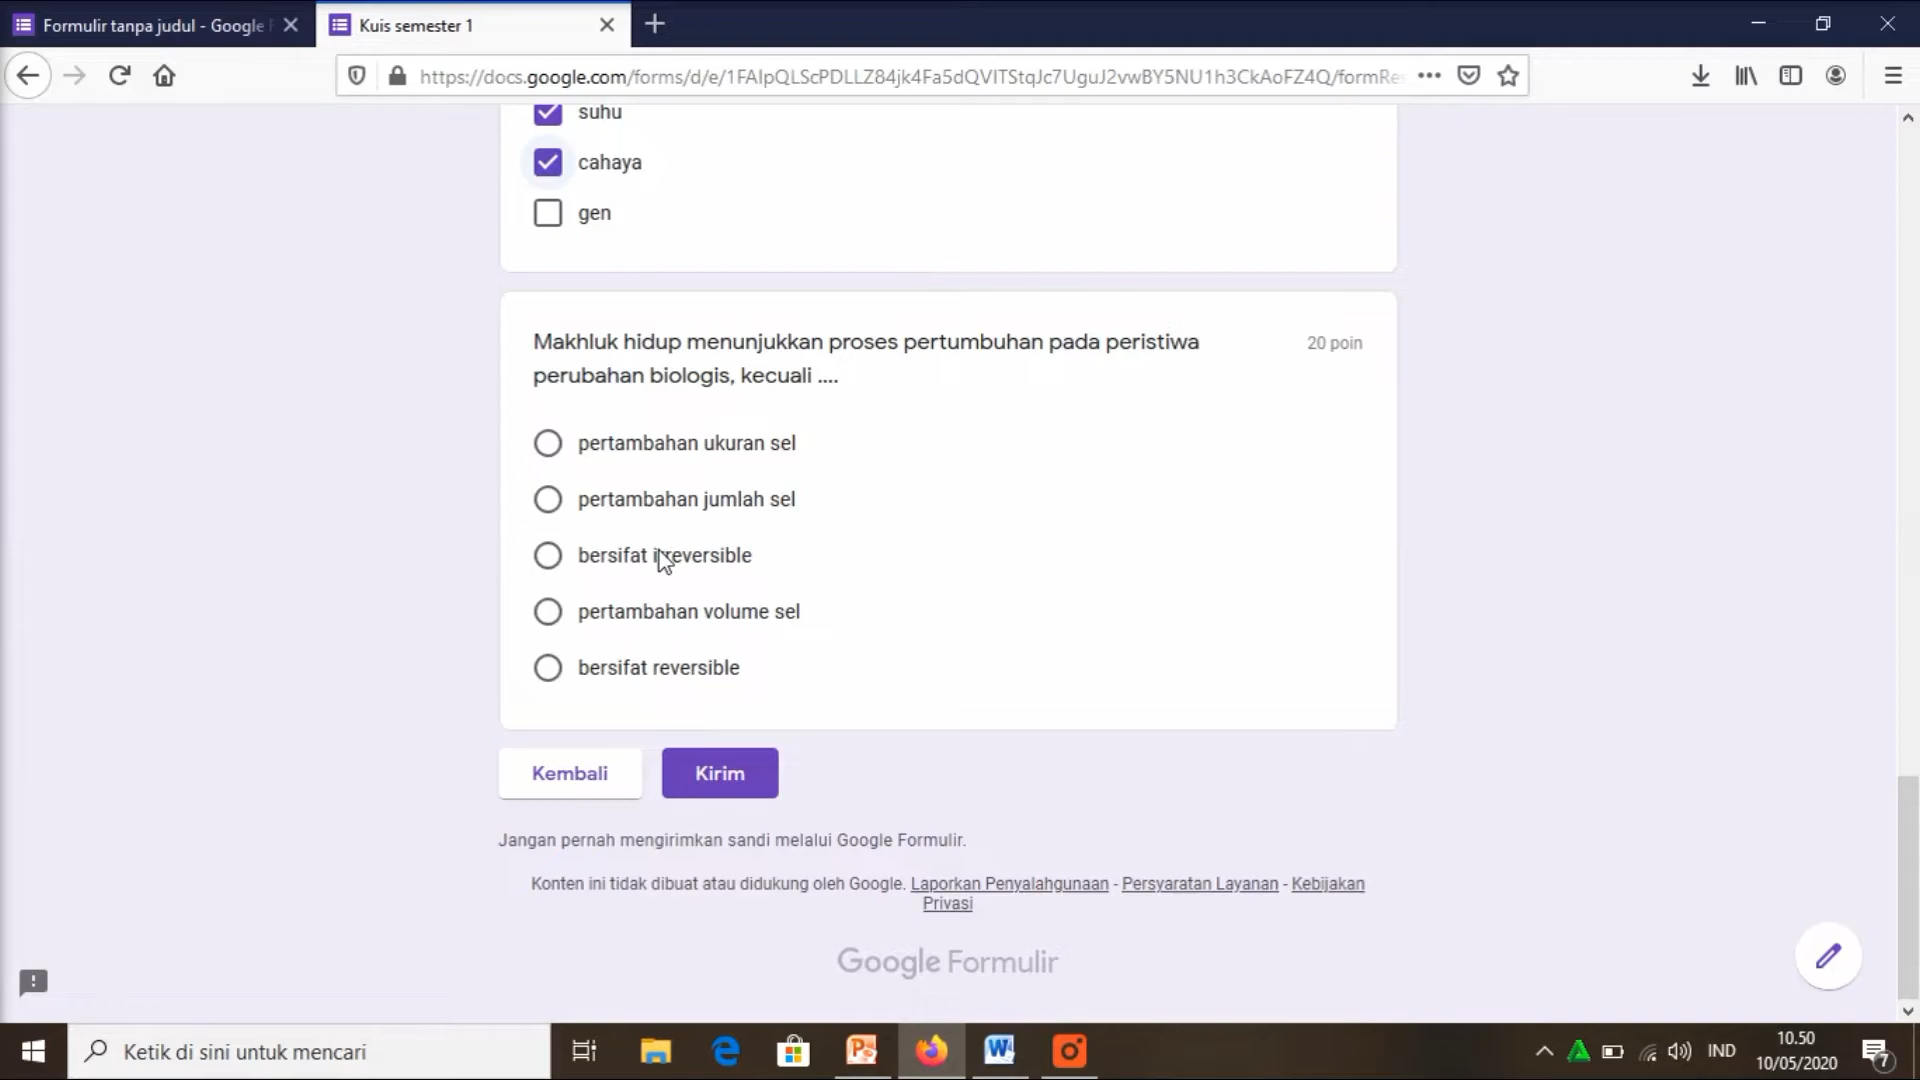 Formulir tanpa judul - Google
Kuis semester 1
https://docs.google.com/forms/d/e/1FAIpQLScPDLLZ84jk4Fa5dQVITStqJc7UguJ2vwBY5NU1h3CkAoFZ4Q/formRe
suhu
cahaya
gen
Makhluk hidup menunjukkan proses pertumbuhan pada peristiwa
perubahan biologis, kecuali ....
20 poin
pertambahan ukuran sel
pertambahan jumlah sel
bersifat irreversible
pertambahan volume sel
bersifat reversible
Kembali
Kirim
Jangan pernah mengirimkan sandi melalui Google Formulir.
Konten ini tidak dibuat atau didukung oleh Google. Laporkan Penyalahgunaan - Persyaratan Layanan - Kebijakan
Privasi
Google Formulir
Ketik di sini untuk mencari
IND
10.50
10/05/2020
7